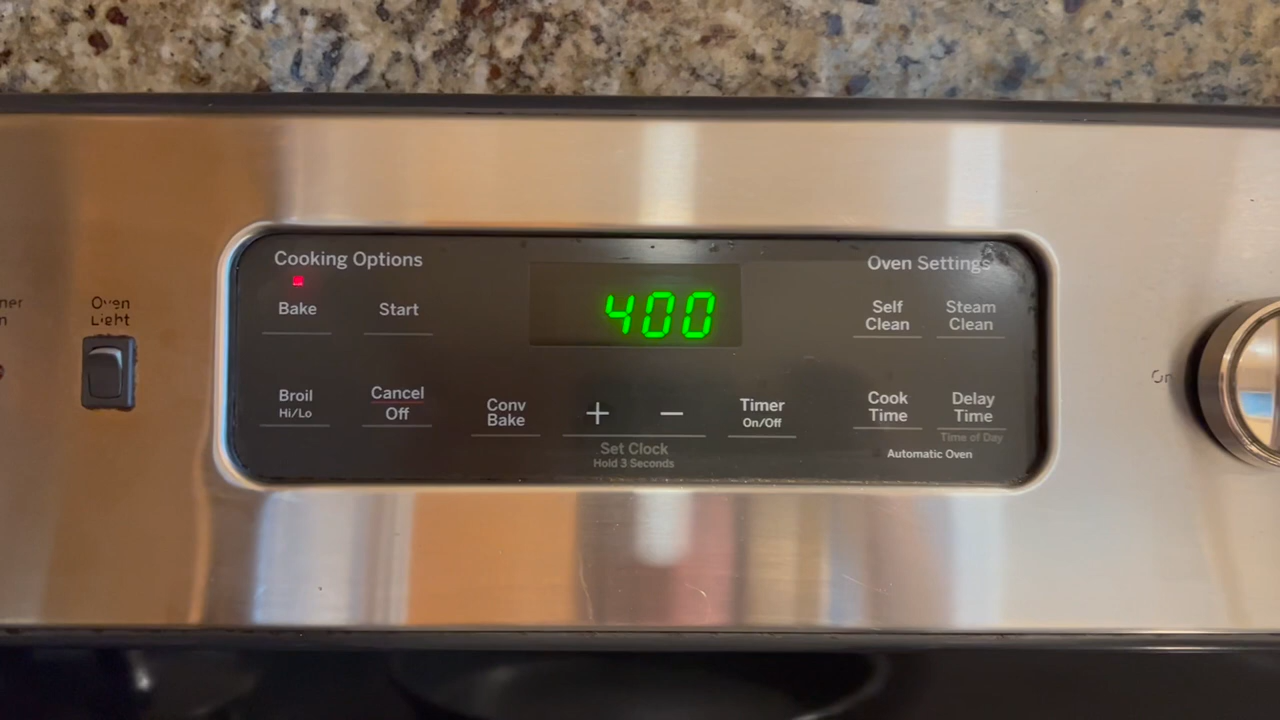 Cooking Options
Oven Settings
Oven
Light
Bake
Start
400
Self
Clean
Steam
Clean
On
Broil
Hi/Lo
Cancel
Off
Conv
Bake
+
−
Timer
On/Off
Cook
Time
Delay
Time
Set Clock
Hold 3 Seconds
Time of Day
Automatic Oven